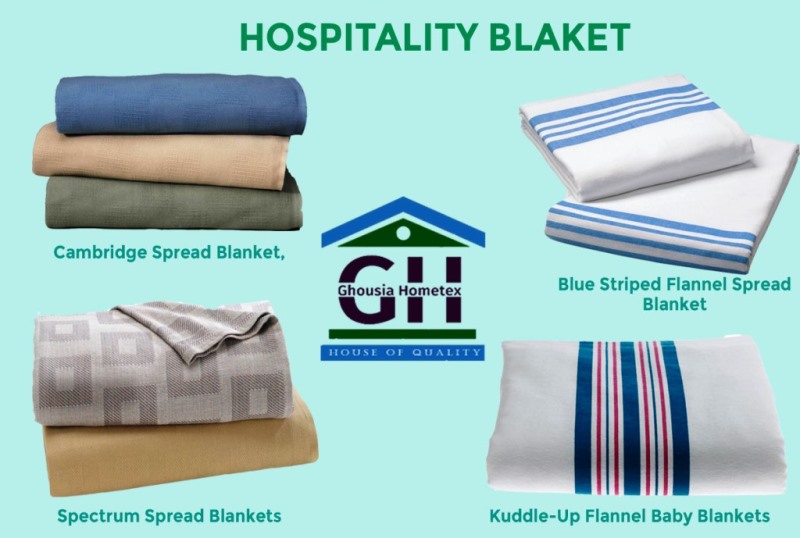 HOSPITALITY BLAKET
Cambridge Spread Blanket,
Blue Striped Flannel Spread
Blanket
GH
Ghousia Hometex
HOUSE OF QUALITY
Spectrum Spread Blankets
Kuddle-Up Flannel Baby Blankets